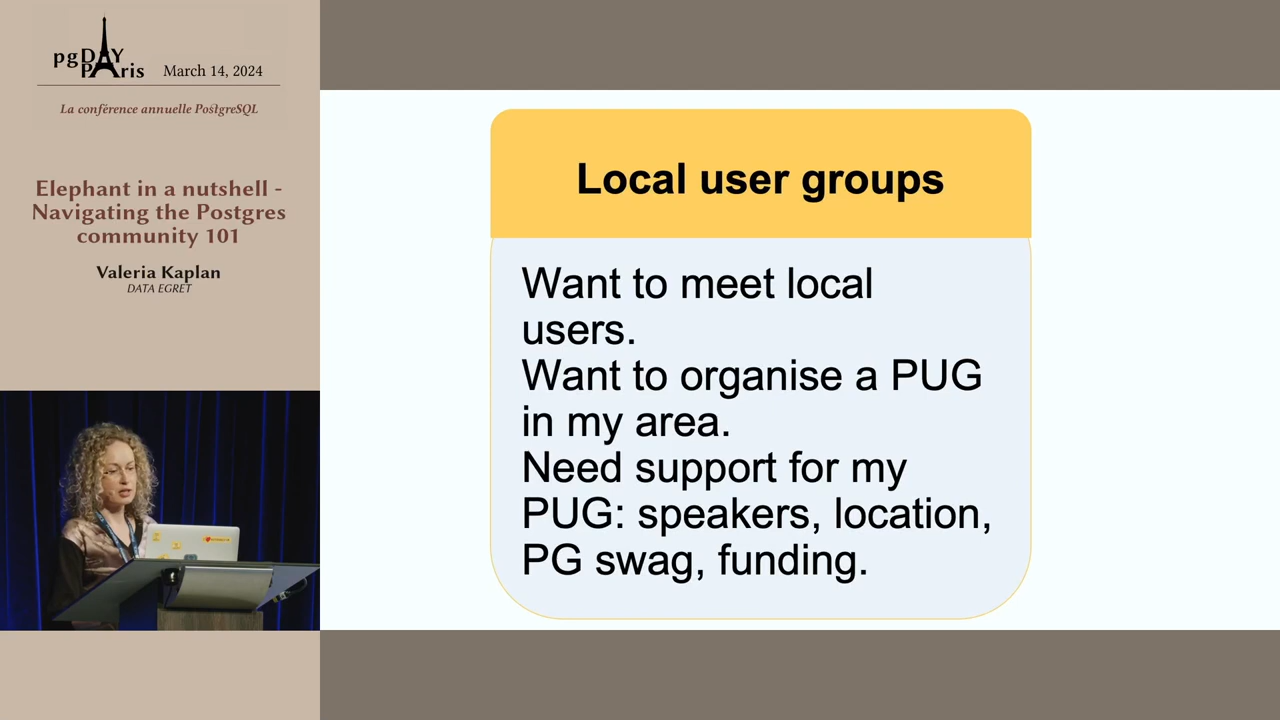 pgDAY
Paris
March 14, 2024
La conférence annuelle PostgreSQL
Elephant in a nutshell -
Navigating the Postgres
community 101
Valeria Kaplan
DATA EGRET
Local user groups
Want to meet local
users.
Want to organise a PUG
in my area.
Need support for my
PUG: speakers, location,
PG swag, funding.